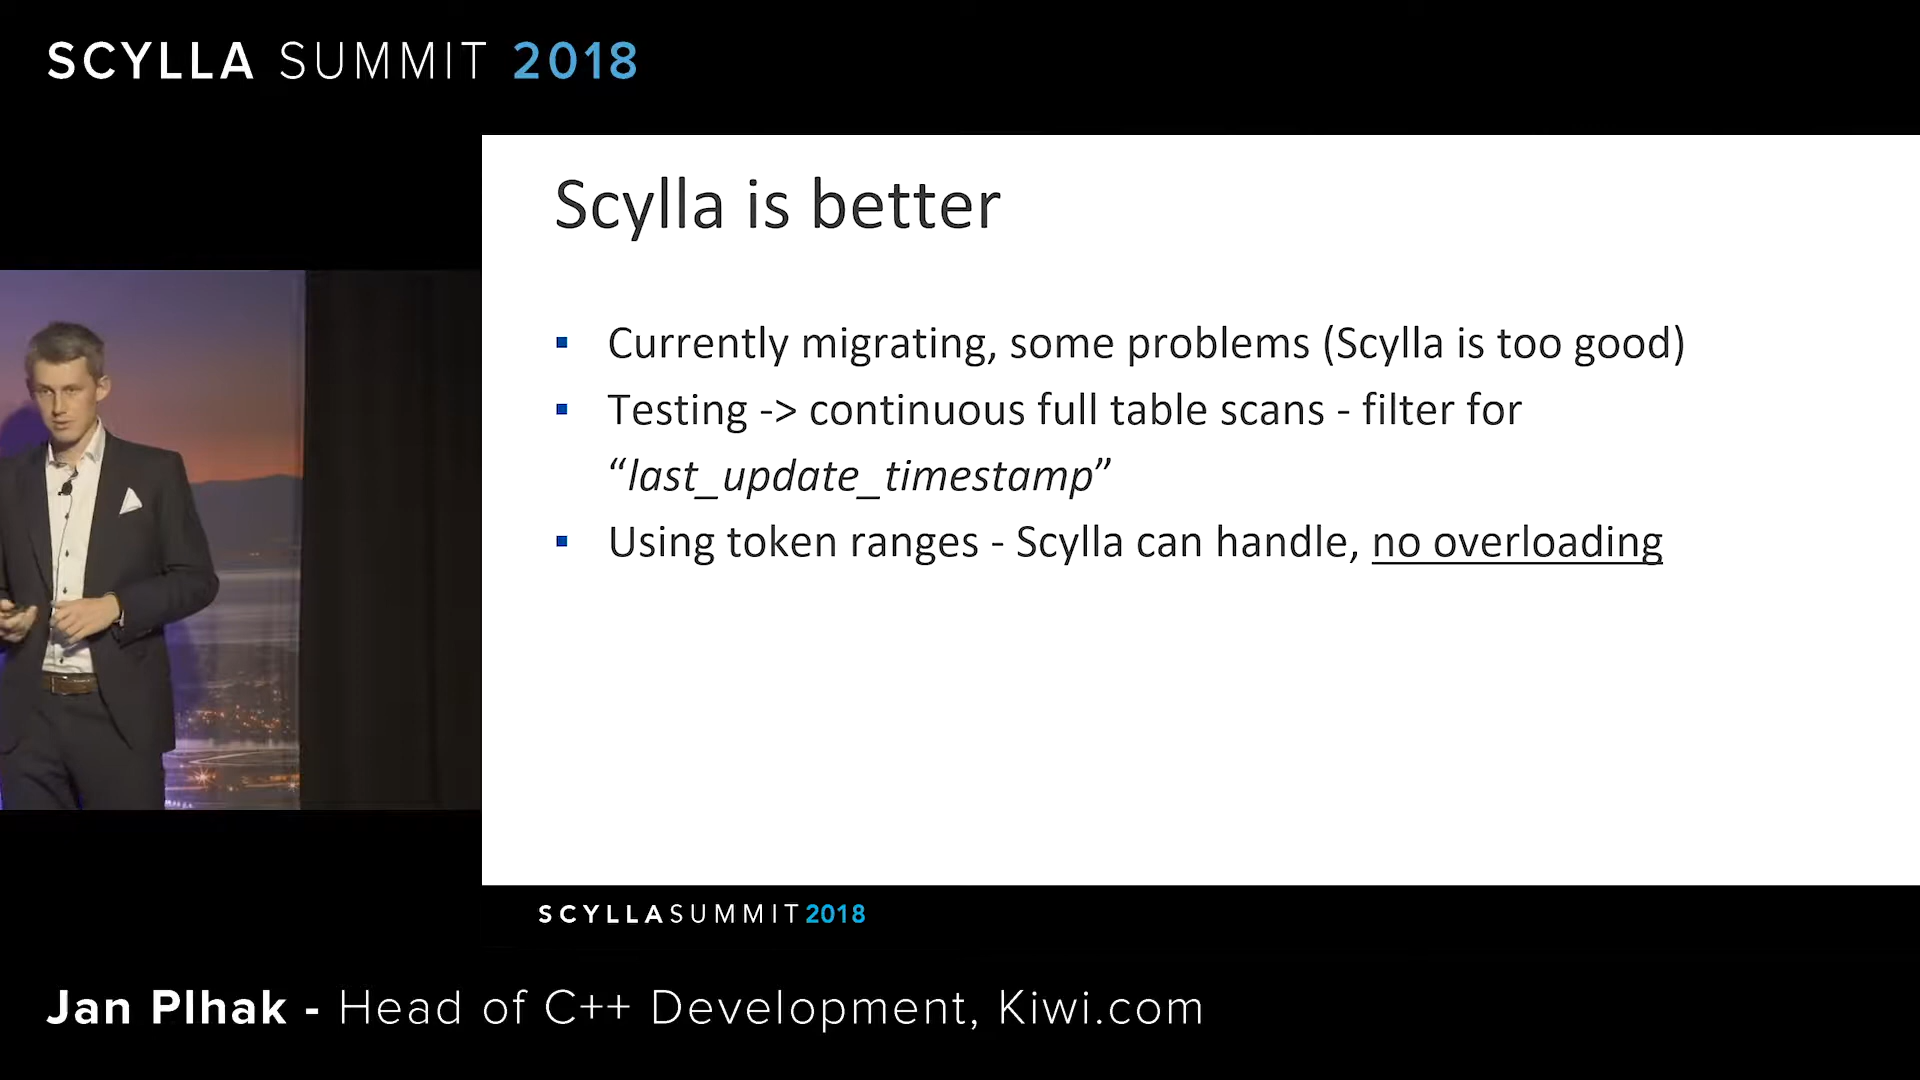 SCYLLA SUMMIT 2018
Scylla is better
▪ Currently migrating, some problems (Scylla is too good)
▪ Testing -> continuous full table scans - filter for
“last_update_timestamp”
▪ Using token ranges - Scylla can handle, no overloading
SCYLLASUMMIT2018
Jan Plhak - Head of C++ Development, Kiwi.com